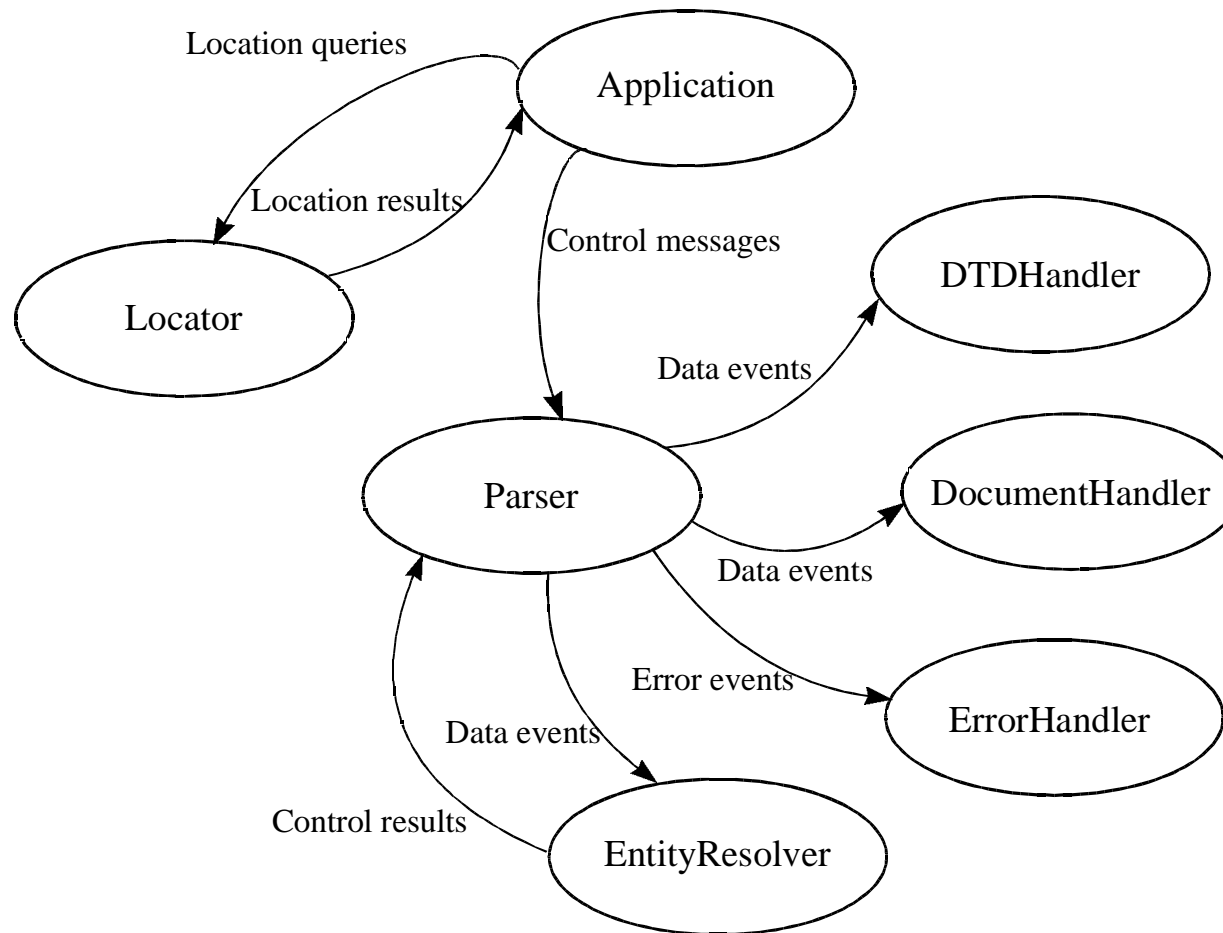 Location queries
Application
Location results
Control messages
DTDHandler
Locator
Data events
Parser
DocumentHandler
Data events
Error events
ErrorHandler
Data events
Control results
EntityResolver